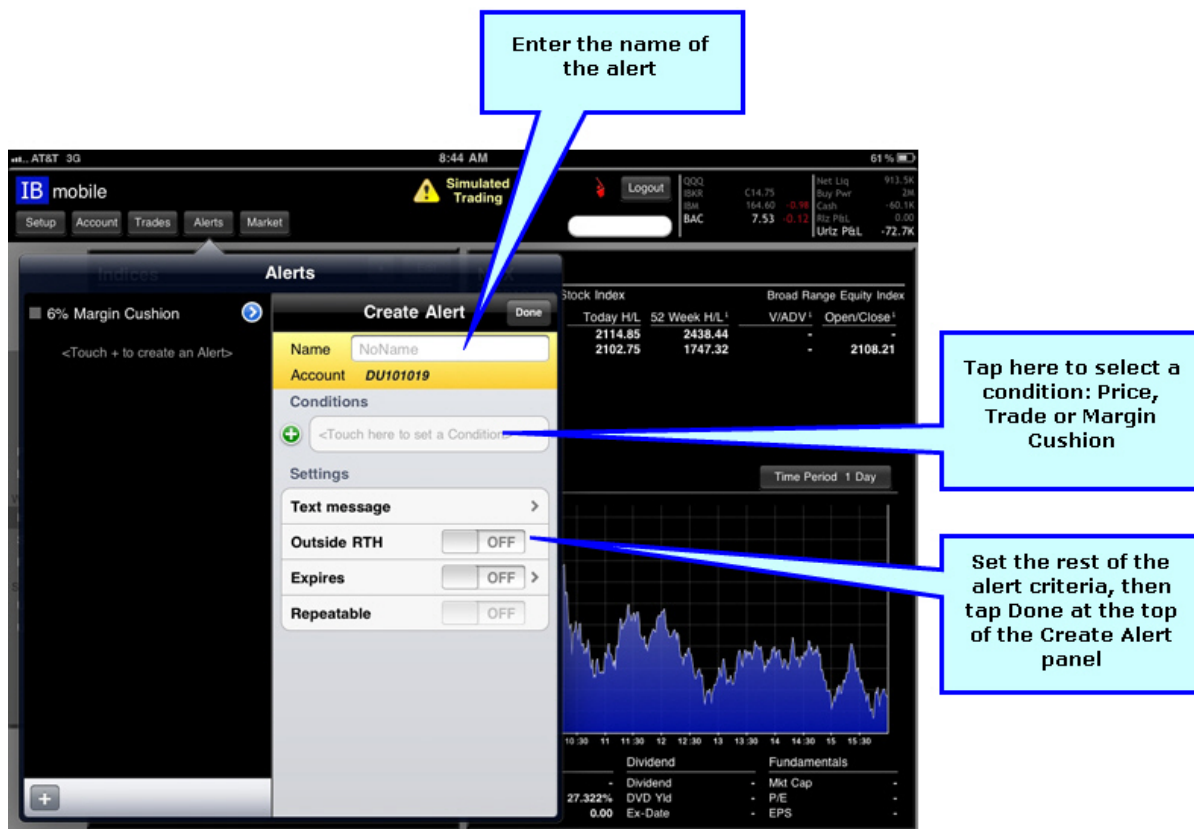 Enter the name of
the alert
AT&T 3G
8:44 AM
61 %
IB mobile
Simulated
Trading
Logout
QQQ
IBKR C14.75
IBM 164.60 -0.98
BAC 7.53 -0.12
Net Liq 913.5K
Buy Pwr 2M
Cash -60.1K
Rlz P&L 0.00
Urlz P&L -72.7K
Setup
Account
Trades
Alerts
Market
Indices
Alerts
6% Margin Cushion
<Touch + to create an Alert>
Create Alert
Done
Name NoName
Account DU101019
Conditions
<Touch here to set a Condition>
Settings
Text message
Outside RTH OFF
Expires OFF
Repeatable OFF
Stock Index
Broad Range Equity Index
Today H/L 52 Week H/L V/ADV Open/Close
2114.85 2438.44 - -
2102.75 1747.32 - 2108.21
Tap here to select a
condition: Price,
Trade or Margin
Cushion
Time Period 1 Day
Set the rest of the
alert criteria, then
tap Done at the top
of the Create Alert
panel
10:30 11 11:30 12 12:30 13 13:30 14 14:30 15 15:30
Dividend
Fundamentals
- Dividend - Mkt Cap -
27.322% DVD Yld - P/E -
0.00 Ex-Date - EPS -